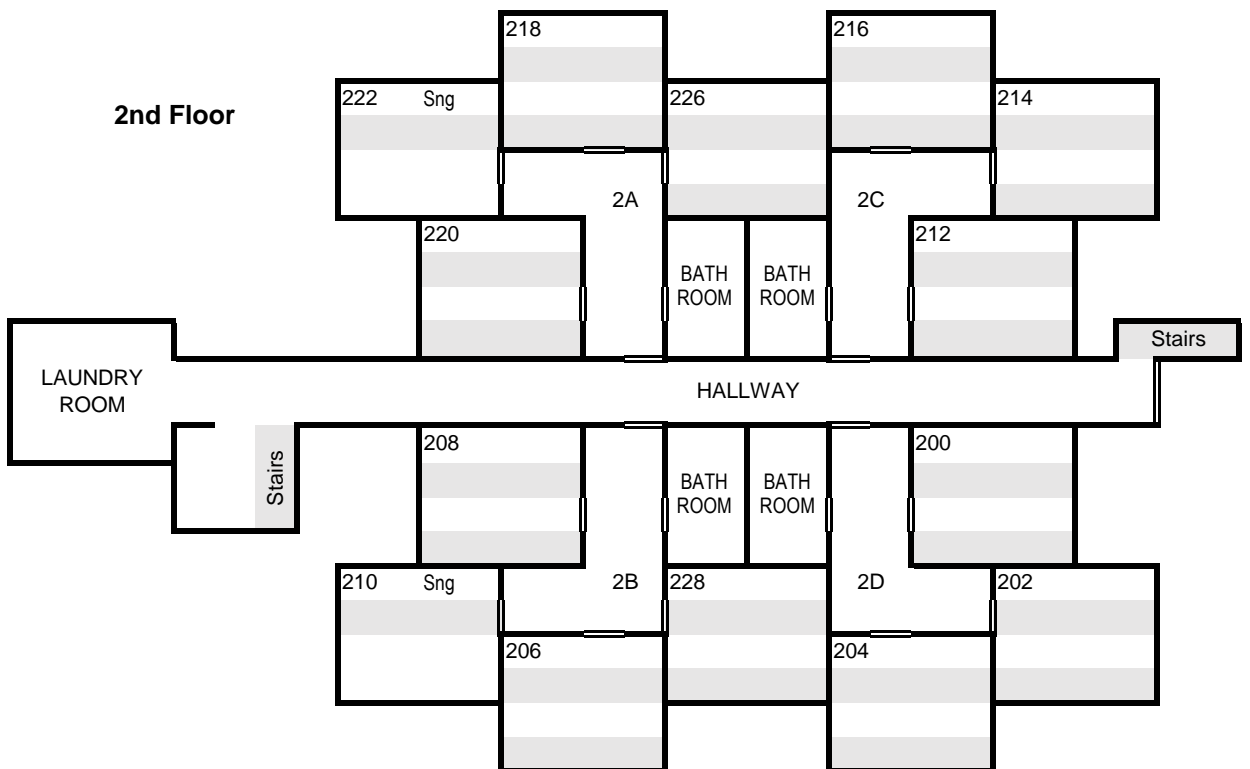 218
216
222 Sng
226
214
2nd Floor
2A
2C
220
212
BATH
ROOM
BATH
ROOM
Stairs
LAUNDRY
ROOM
HALLWAY
208
200
Stairs
BATH
ROOM
BATH
ROOM
210 Sng
2B
228
2D
202
206
204